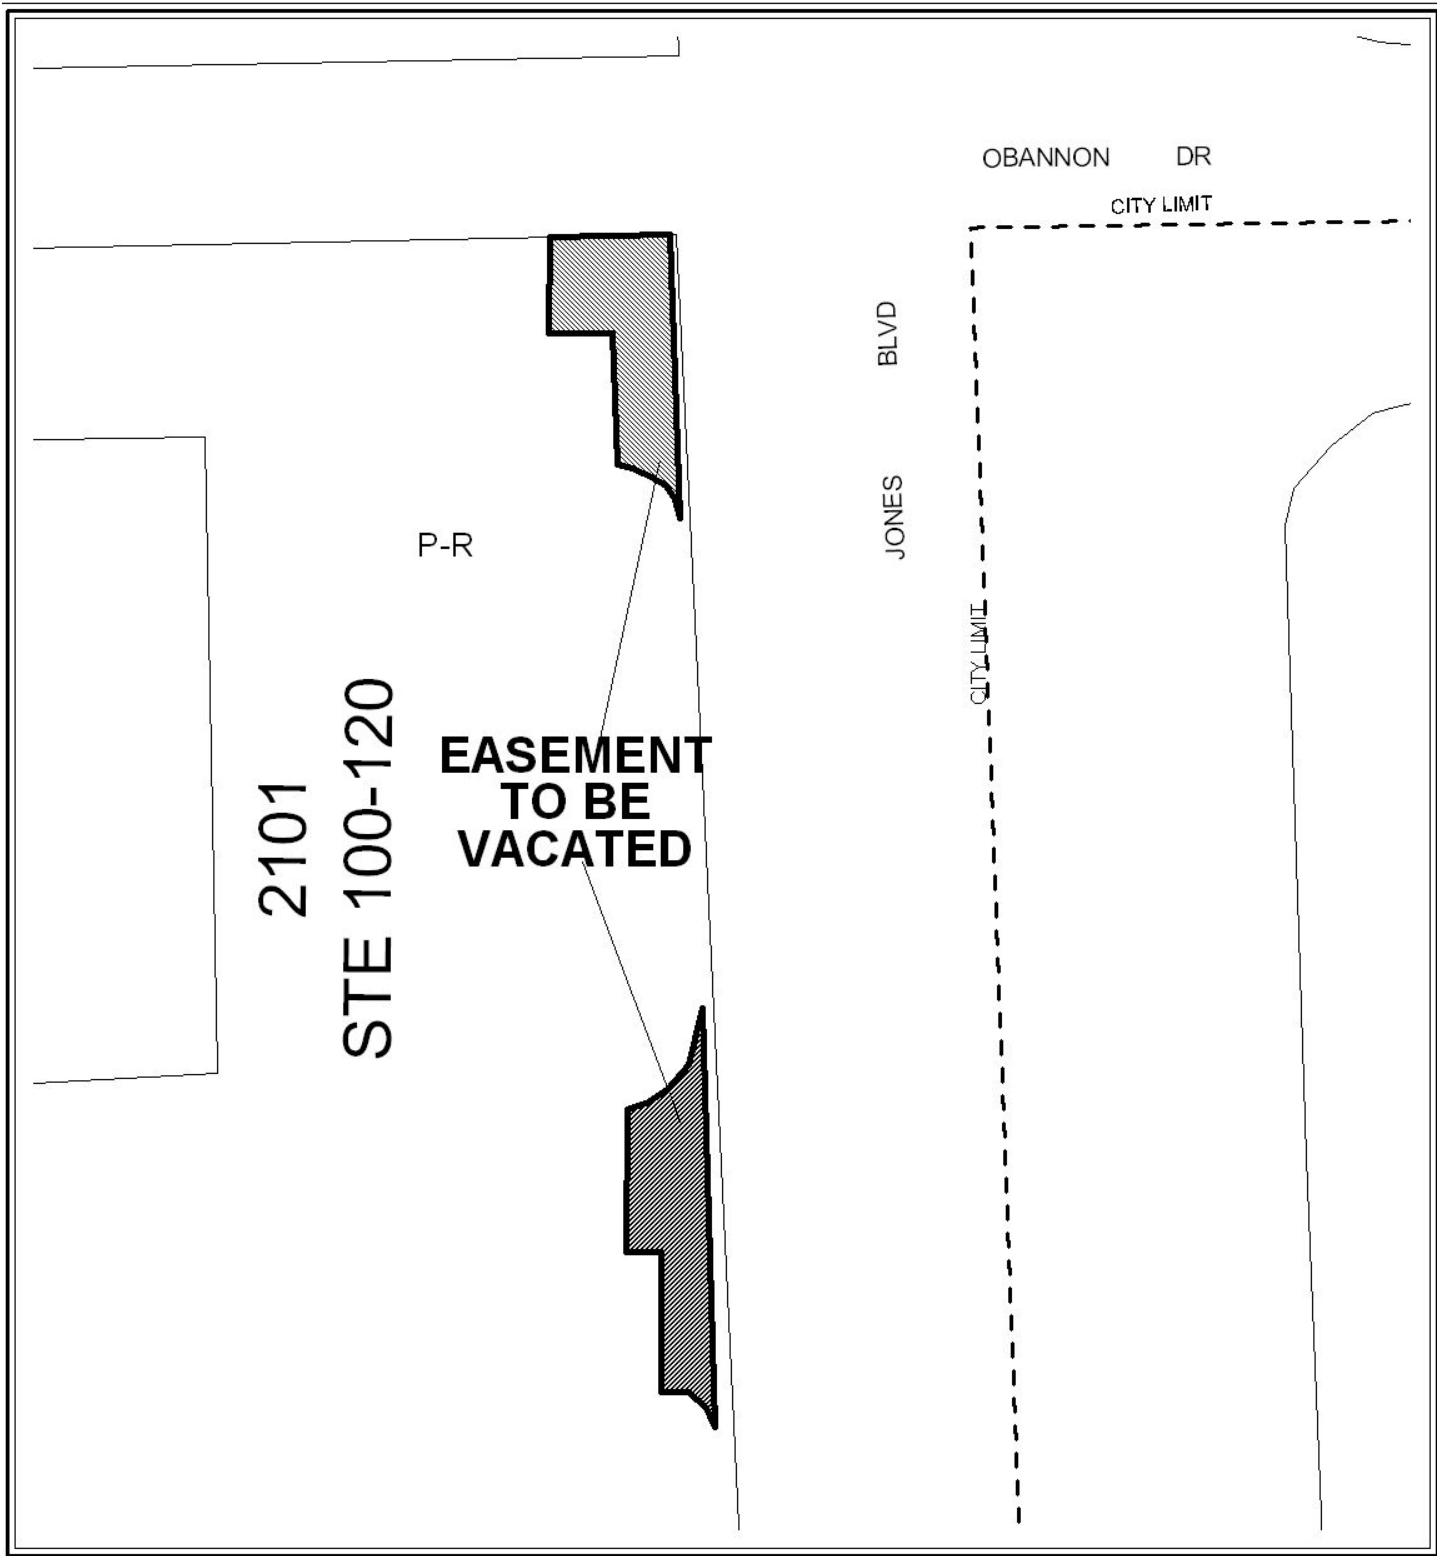 OBANNON DR
CITY LIMIT
JONES BLVD
CITY LIMIT
P-R
2101
STE 100-120
EASEMENT
TO BE
VACATED